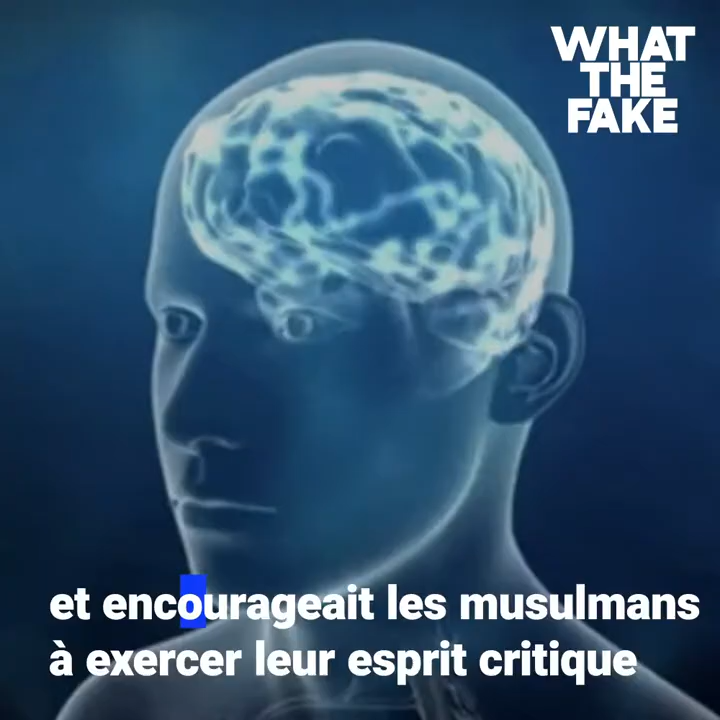 WHAT
THE
FAKE
et encourageait les musulmans
à exercer leur esprit critique